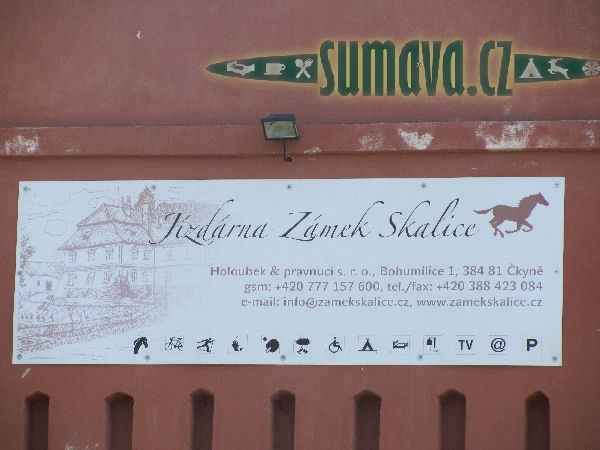 sumava.cz
Jízdárna Zámek Skalice
Holoubek & pravnuci s. r. o., Bohumilice 1, 384 81 Čkyně
gsm: +420 777 157 600, tel./fax: +420 388 423 084
e-mail: info@zamekskalice.cz, www.zamekskalice.cz
TV @ P